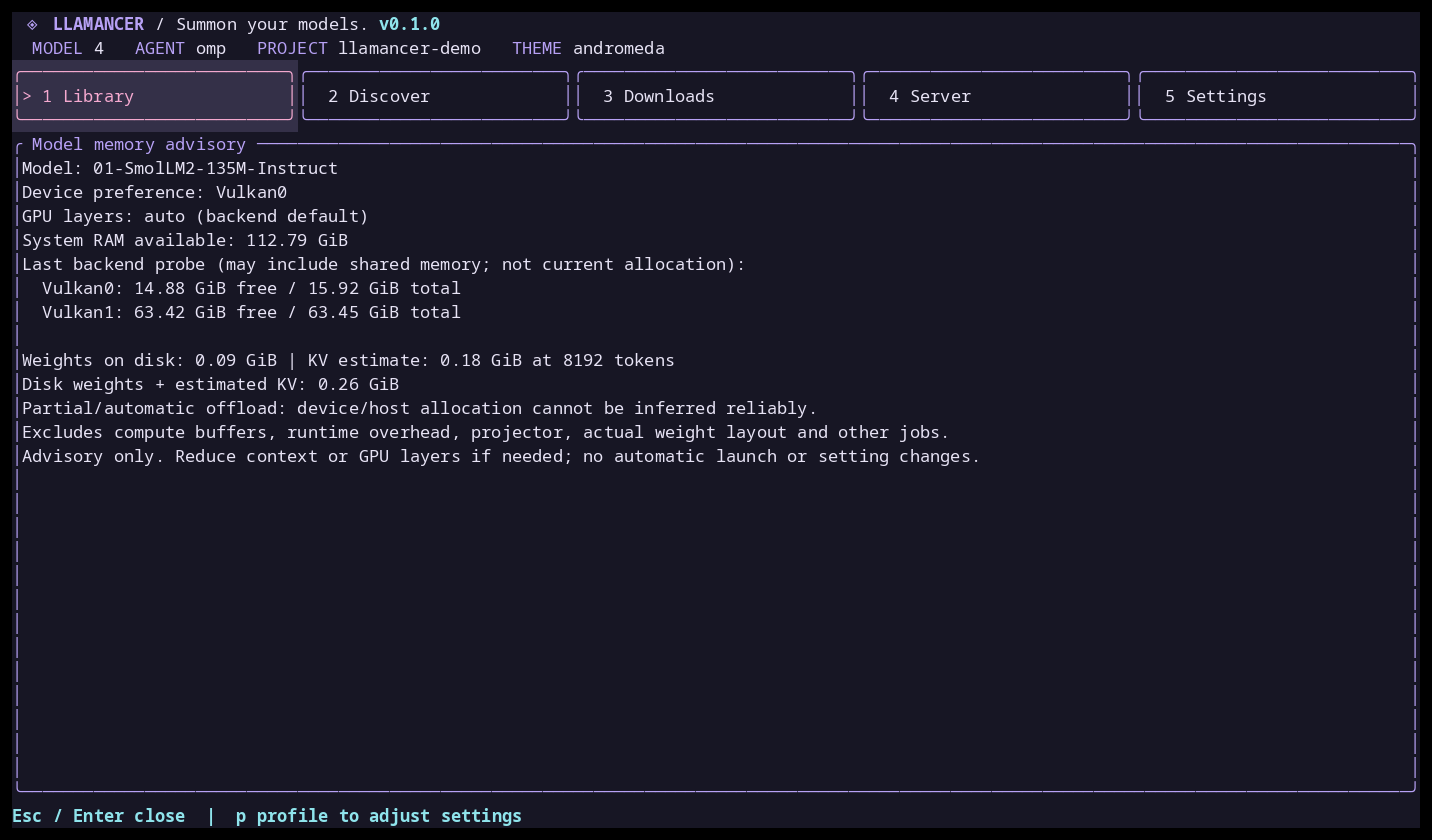 ◈ LLAMANCER / Summon your models. v0.1.0
MODEL 4 AGENT omp PROJECT llamancer-demo THEME andromeda
> 1 Library 2 Discover 3 Downloads 4 Server 5 Settings
Model memory advisory
Model: 01-SmolLM2-135M-Instruct
Device preference: Vulkan0
GPU layers: auto (backend default)
System RAM available: 112.79 GiB
Last backend probe (may include shared memory; not current allocation):
Vulkan0: 14.88 GiB free / 15.92 GiB total
Vulkan1: 63.42 GiB free / 63.45 GiB total
Weights on disk: 0.09 GiB | KV estimate: 0.18 GiB at 8192 tokens
Disk weights + estimated KV: 0.26 GiB
Partial/automatic offload: device/host allocation cannot be inferred reliably.
Excludes compute buffers, runtime overhead, projector, actual weight layout and other jobs.
Advisory only. Reduce context or GPU layers if needed; no automatic launch or setting changes.
Esc / Enter close | p profile to adjust settings